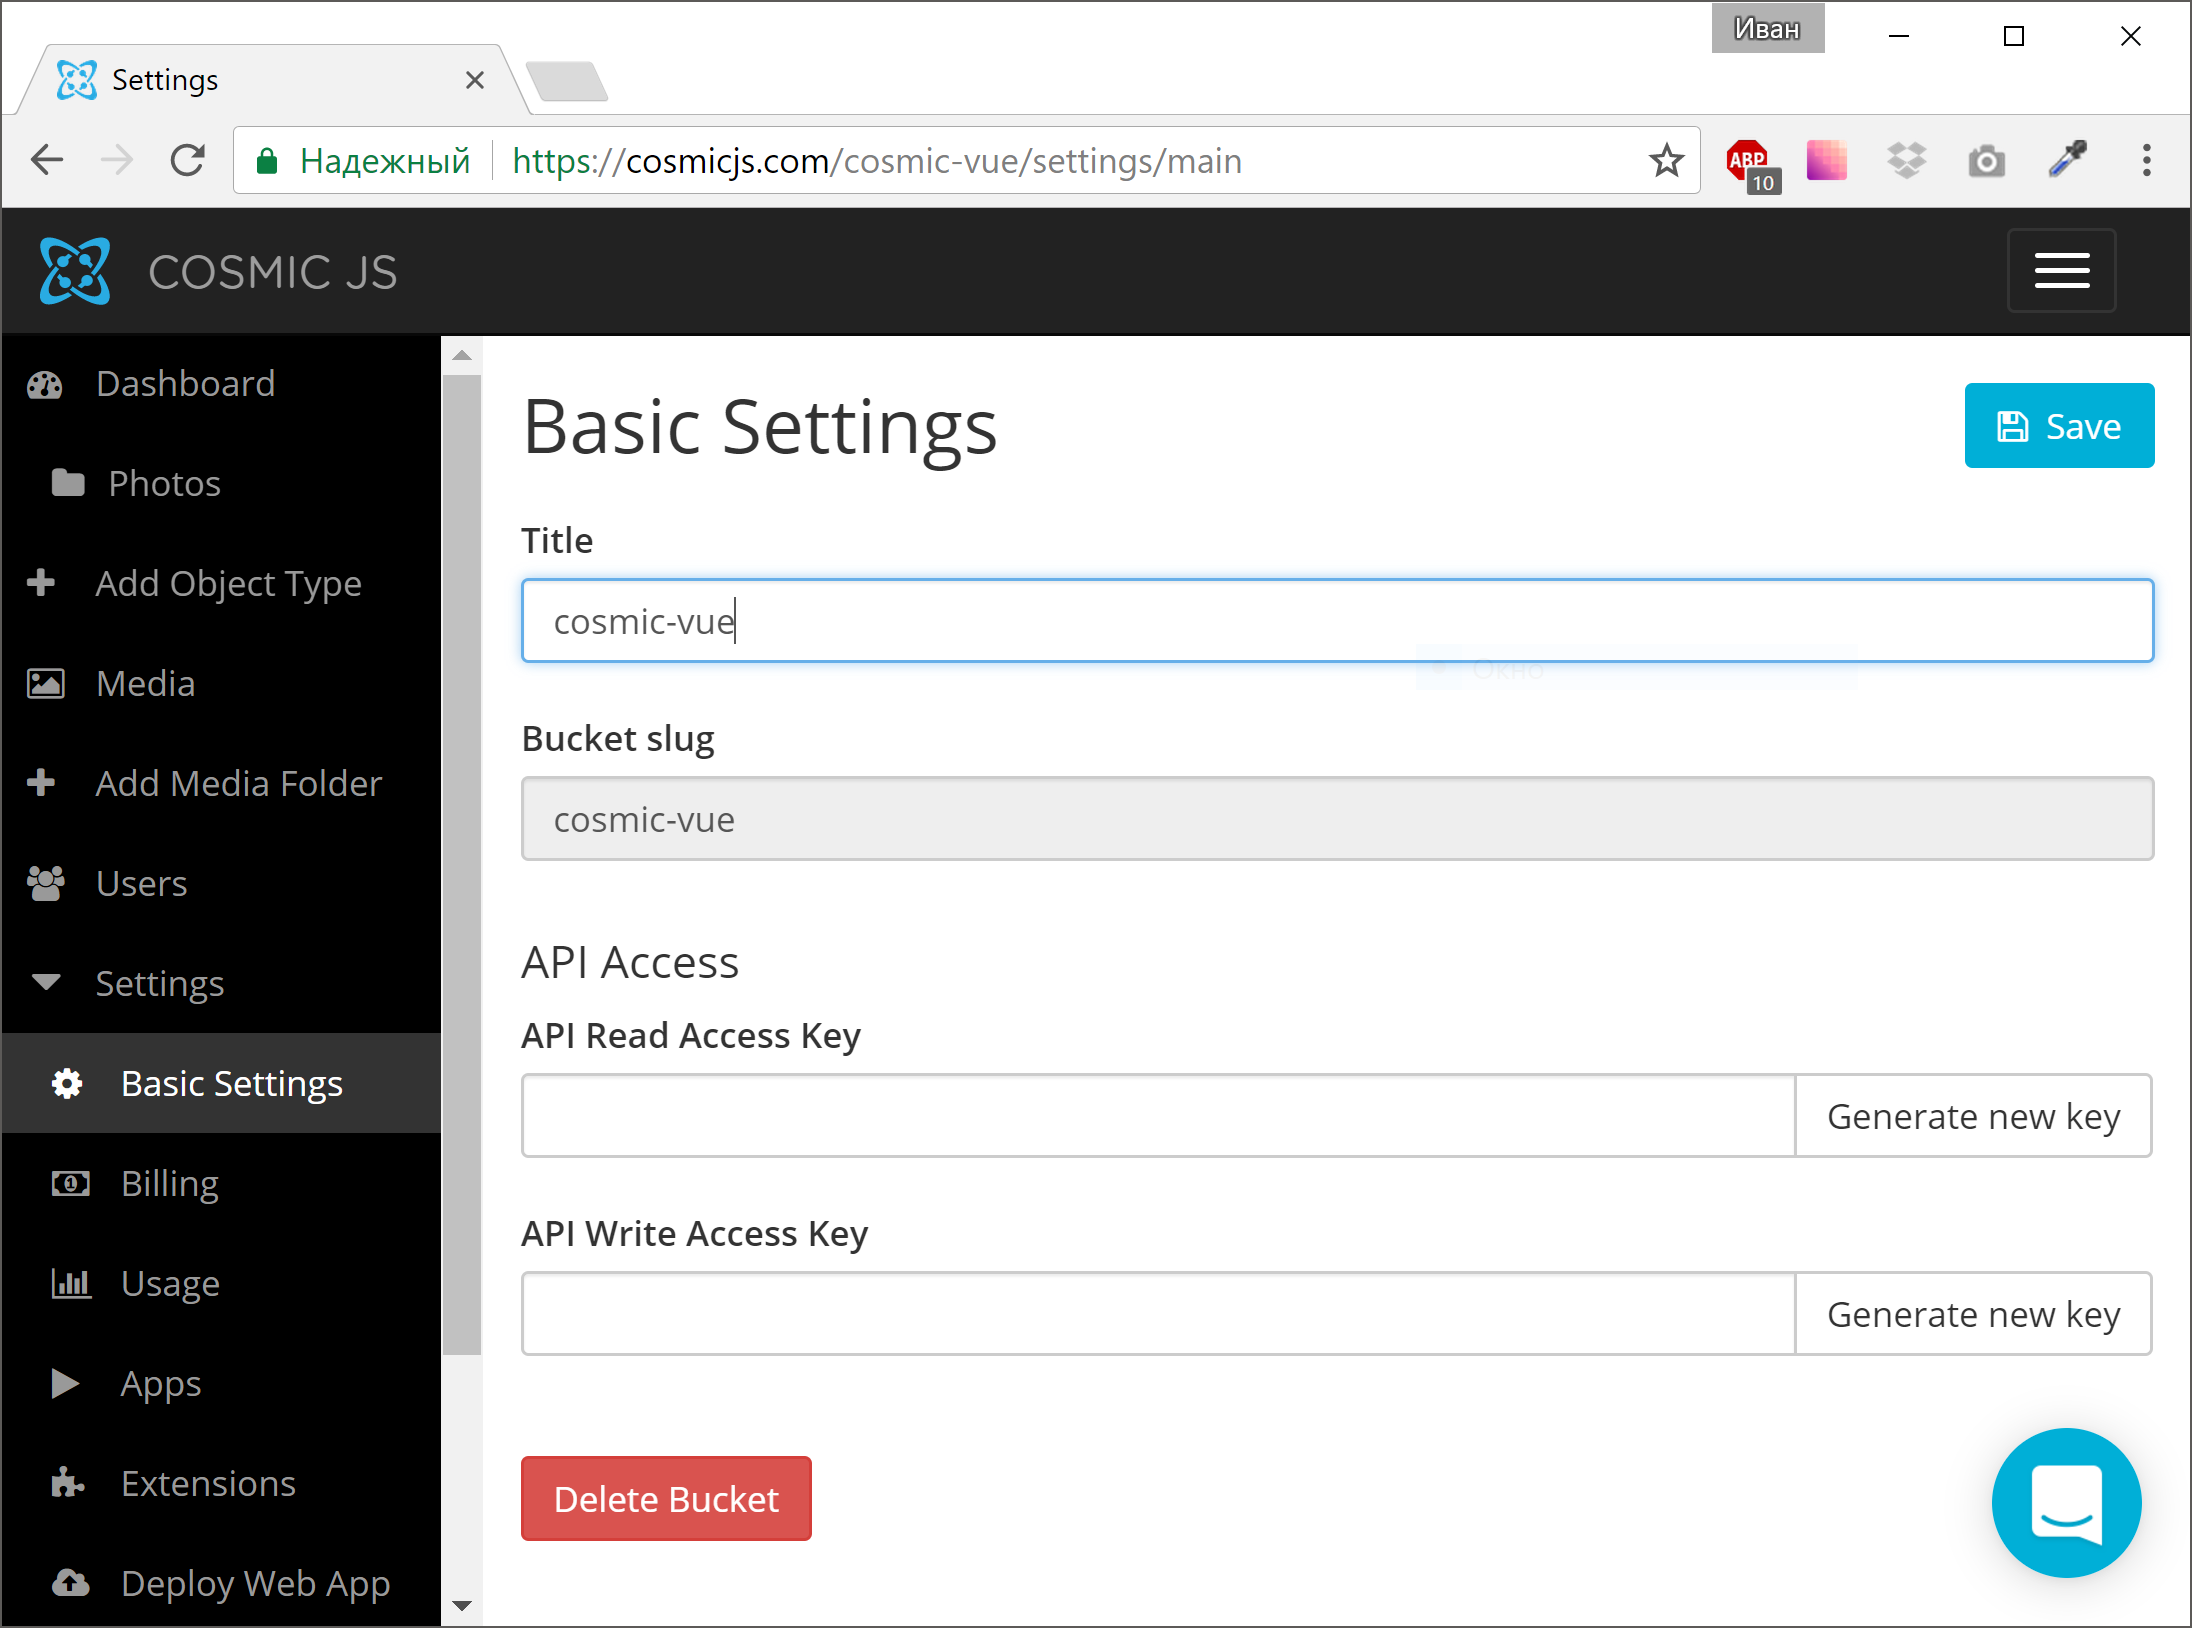 Иван
Settings
Надежный https://cosmicjs.com/cosmic-vue/settings/main
ABP
10
COSMIC JS
Dashboard
Photos
Add Object Type
Media
Add Media Folder
Users
Settings
Basic Settings
Billing
Usage
Apps
Extensions
Deploy Web App
Basic Settings
Save
Title
cosmic-vue
Окно
Bucket slug
cosmic-vue
API Access
API Read Access Key
Generate new key
API Write Access Key
Generate new key
Delete Bucket